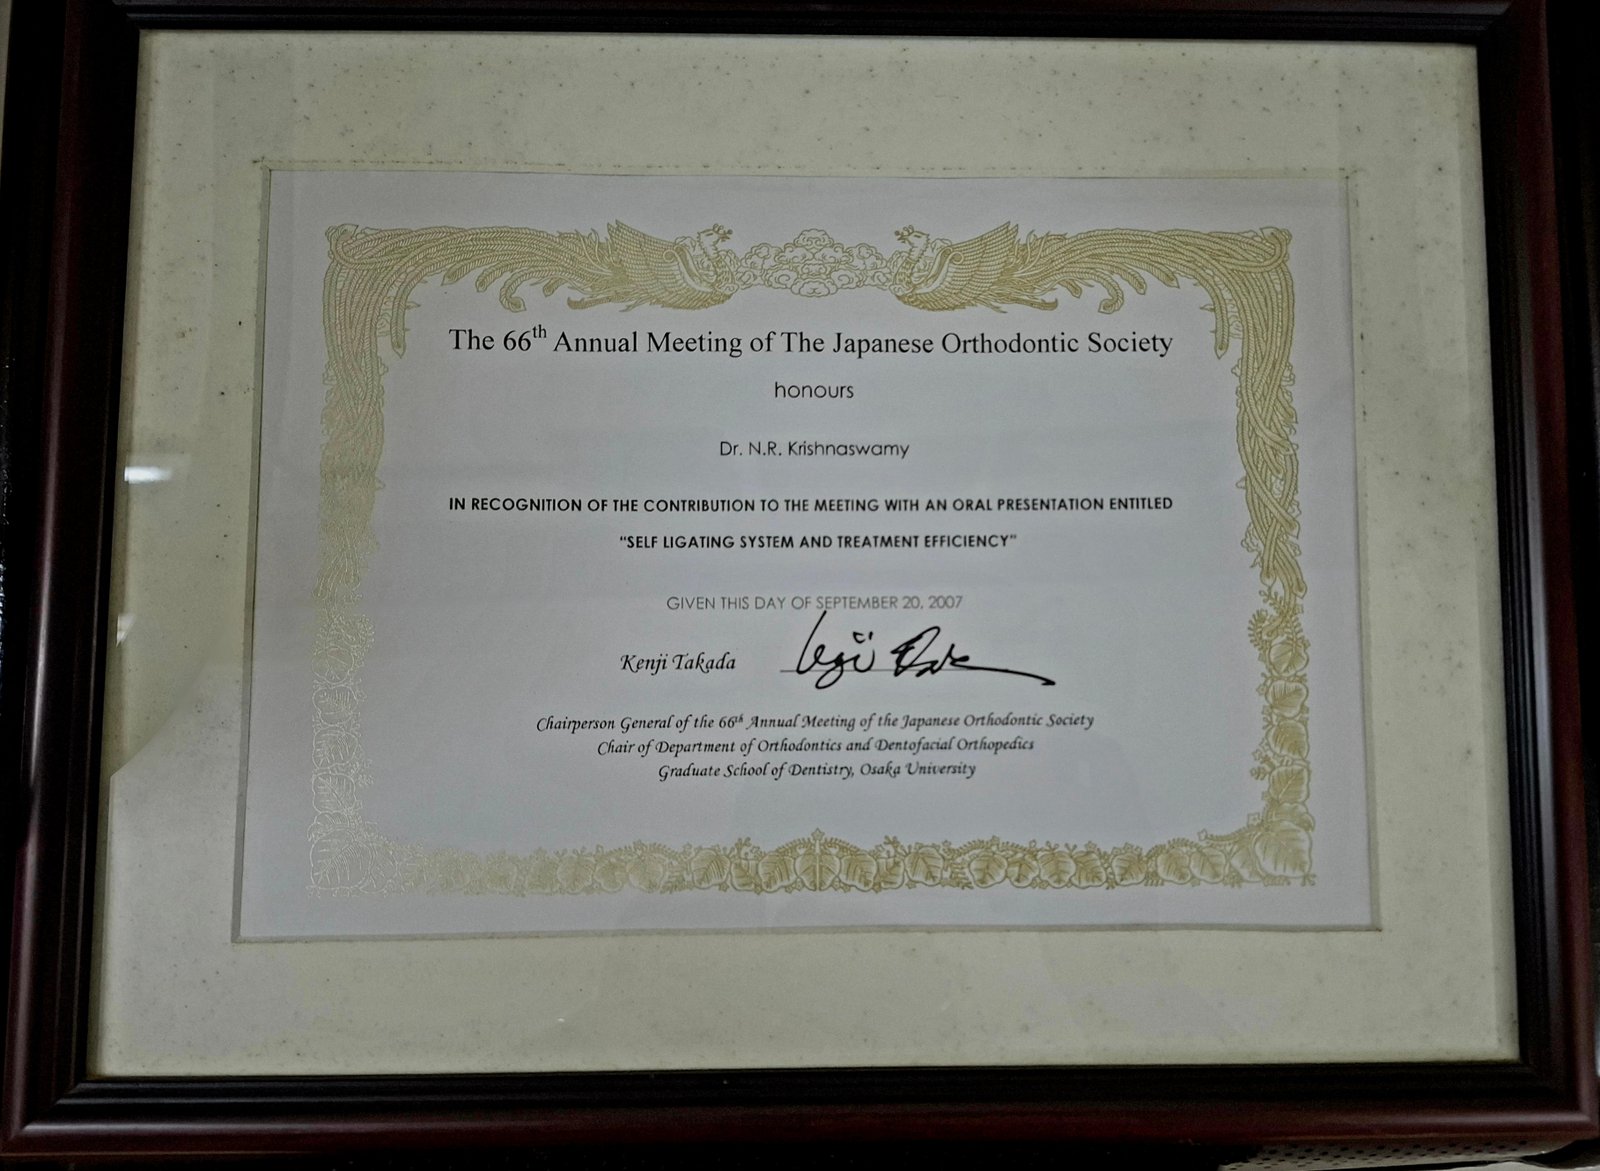 The 66th Annual Meeting of The Japanese Orthodontic Society
honours
Dr. N.R. Krishnaswamy
IN RECOGNITION OF THE CONTRIBUTION TO THE MEETING WITH AN ORAL PRESENTATION ENTITLED
"SELF LIGATING SYSTEM AND TREATMENT EFFICIENCY"
GIVEN THIS DAY OF SEPTEMBER 20, 2007
Kenji Takada
Chairperson General of the 66th Annual Meeting of the Japanese Orthodontic Society
Chair of Department of Orthodontics and Dentofacial Orthopedics
Graduate School of Dentistry, Osaka University